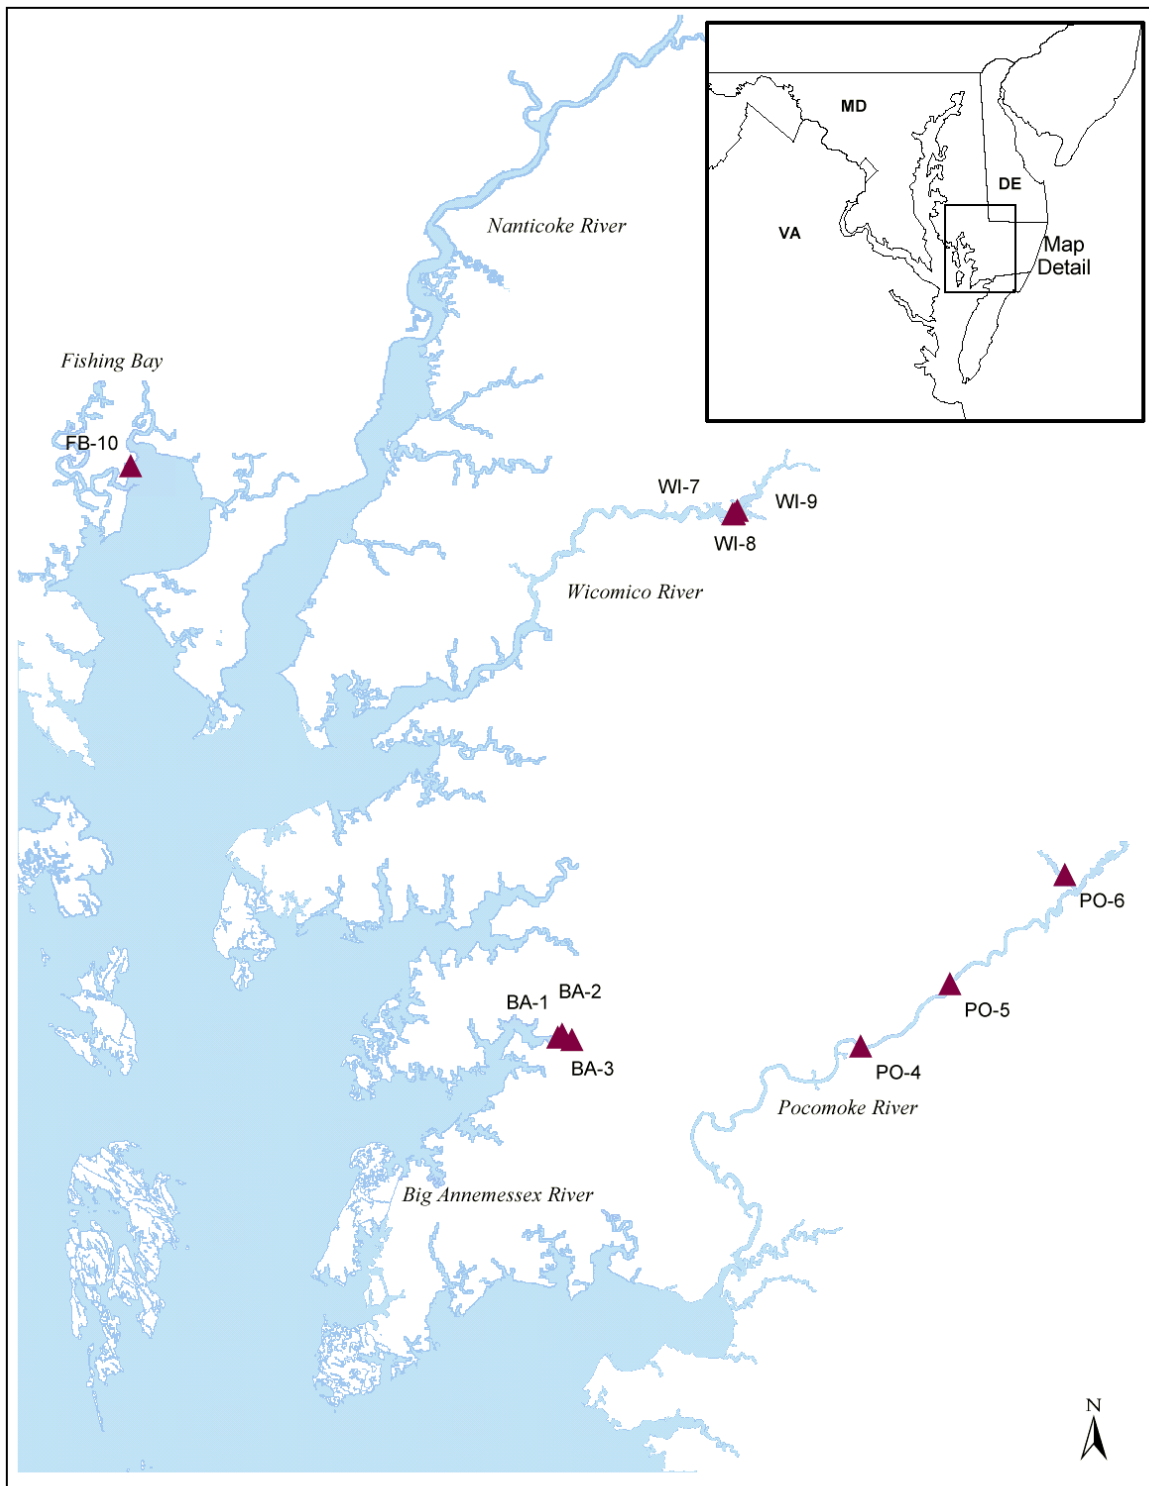 MD
DE
VA
Map
Detail
Nanticoke River
Fishing Bay
FB-10
WI-7
WI-9
WI-8
Wicomico River
PO-6
BA-2
BA-1
PO-5
BA-3
PO-4
Pocomoke River
Big Annemessex River
N